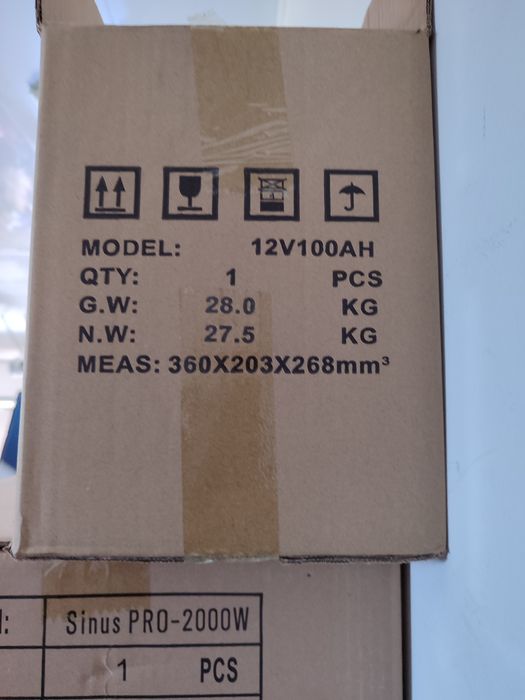 MODEL: 12V100AH
QTY: 1 PCS
G.W: 28.0 KG
N.W: 27.5 KG
MEAS: 360X203X268mm³
Sinus PRO-2000W
1 PCS